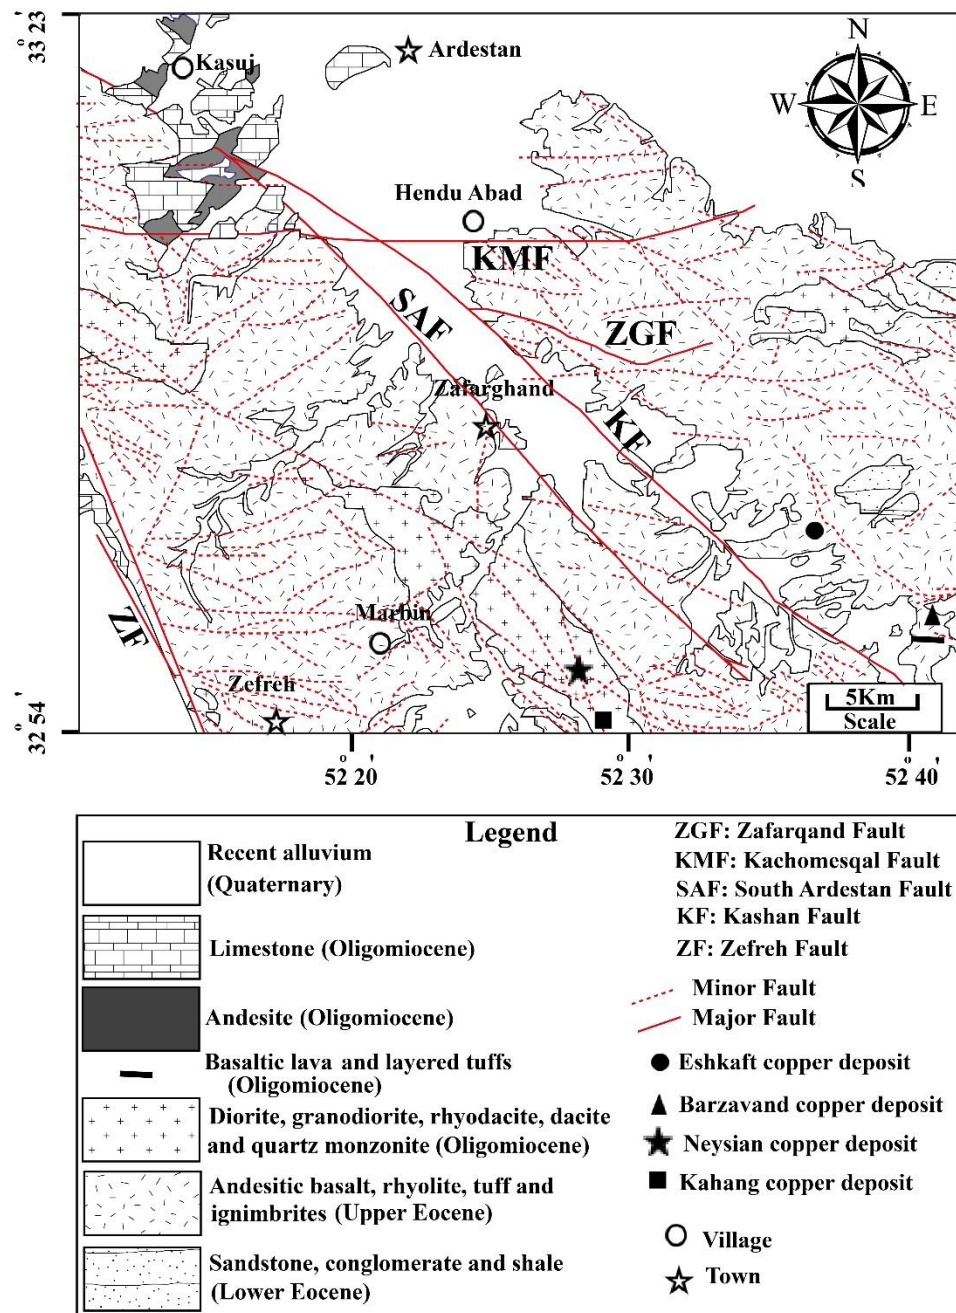 33° 23'
Kasuj
Ardestan
N
W
E
S
Hendu Abad
KMF
SAF
ZGF
Zafarghand
KF
Marbin
ZF
Zefreh
5Km
Scale
32° 54'
52° 20'
52° 30'
52° 40'
Legend
Recent alluvium
(Quaternary)
Limestone (Oligomiocene)
Andesite (Oligomiocene)
Basaltic lava and layered tuffs
(Oligomiocene)
Diorite, granodiorite, rhyodacite, dacite
and quartz monzonite (Oligomiocene)
Andesitic basalt, rhyolite, tuff and
ignimbrites (Upper Eocene)
Sandstone, conglomerate and shale
(Lower Eocene)
ZGF: Zafarqand Fault
KMF: Kachomesqal Fault
SAF: South Ardestan Fault
KF: Kashan Fault
ZF: Zefreh Fault
Minor Fault
Major Fault
Eshkaft copper deposit
Barzavand copper deposit
Neysian copper deposit
Kahang copper deposit
Village
Town